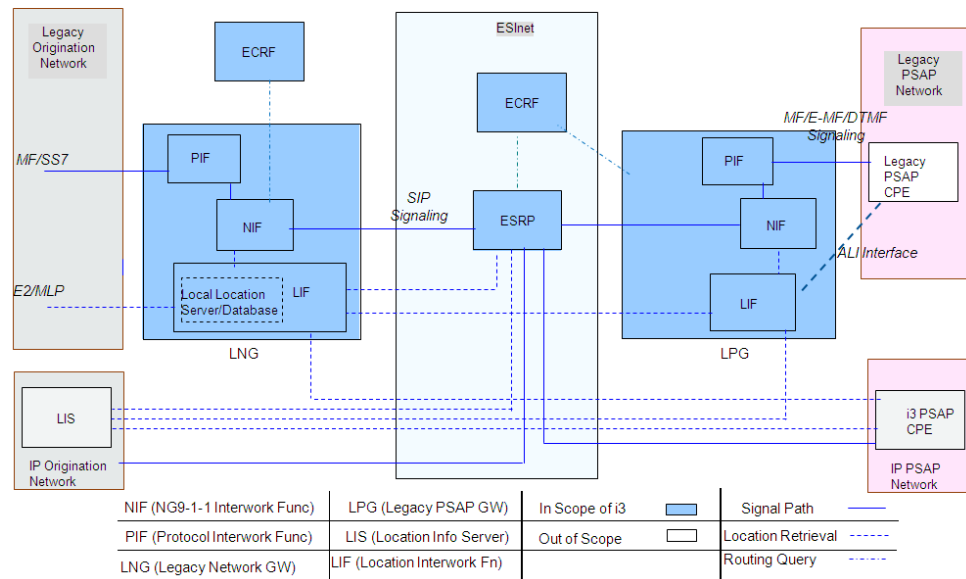 Legacy
Origination
Network
ECRF
ESInet
ECRF
Legacy
PSAP
Network
MF/SS7
PIF
NIF
SIP
Signaling
ESRP
PIF
MF/E-MF/DTMF
Signaling
Legacy
PSAP
CPE
NIF
ALI Interface
E2/MLP
Local Location
Server/Database
LIF
LIF
LNG
LPG
LIS
IP Origination
Network
i3 PSAP
CPE
IP PSAP
Network
NIF (NG9-1-1 Interwork Func)
LPG (Legacy PSAP GW)
In Scope of i3
Signal Path
PIF (Protocol Interwork Func)
LIS (Location Info Server)
Out of Scope
Location Retrieval
LNG (Legacy Network GW)
LIF (Location Interwork Fn)
Routing Query